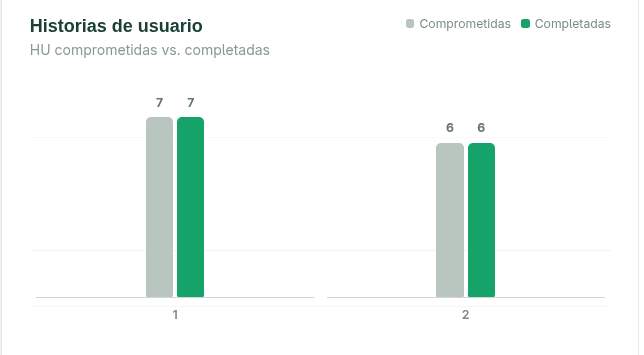 Historias de usuario
Comprometidas Completadas
HU comprometidas vs. completadas
7 7
6 6
1
2